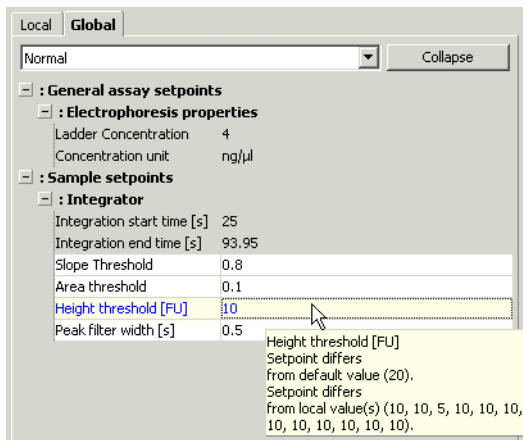 Local Global
Normal Collapse
: General assay setpoints
: Electrophoresis properties
Ladder Concentration 4
Concentration unit ng/µl
: Sample setpoints
: Integrator
Integration start time [s] 25
Integration end time [s] 93.95
Slope Threshold 0.8
Area threshold 0.1
Height threshold [FU] 10
Peak filter width [s] 0.5
Height threshold [FU]
Setpoint differs
from default value (20).
Setpoint differs
from local value(s) (10, 10, 5, 10, 10, 10,
10, 10, 10, 10, 10, 10).